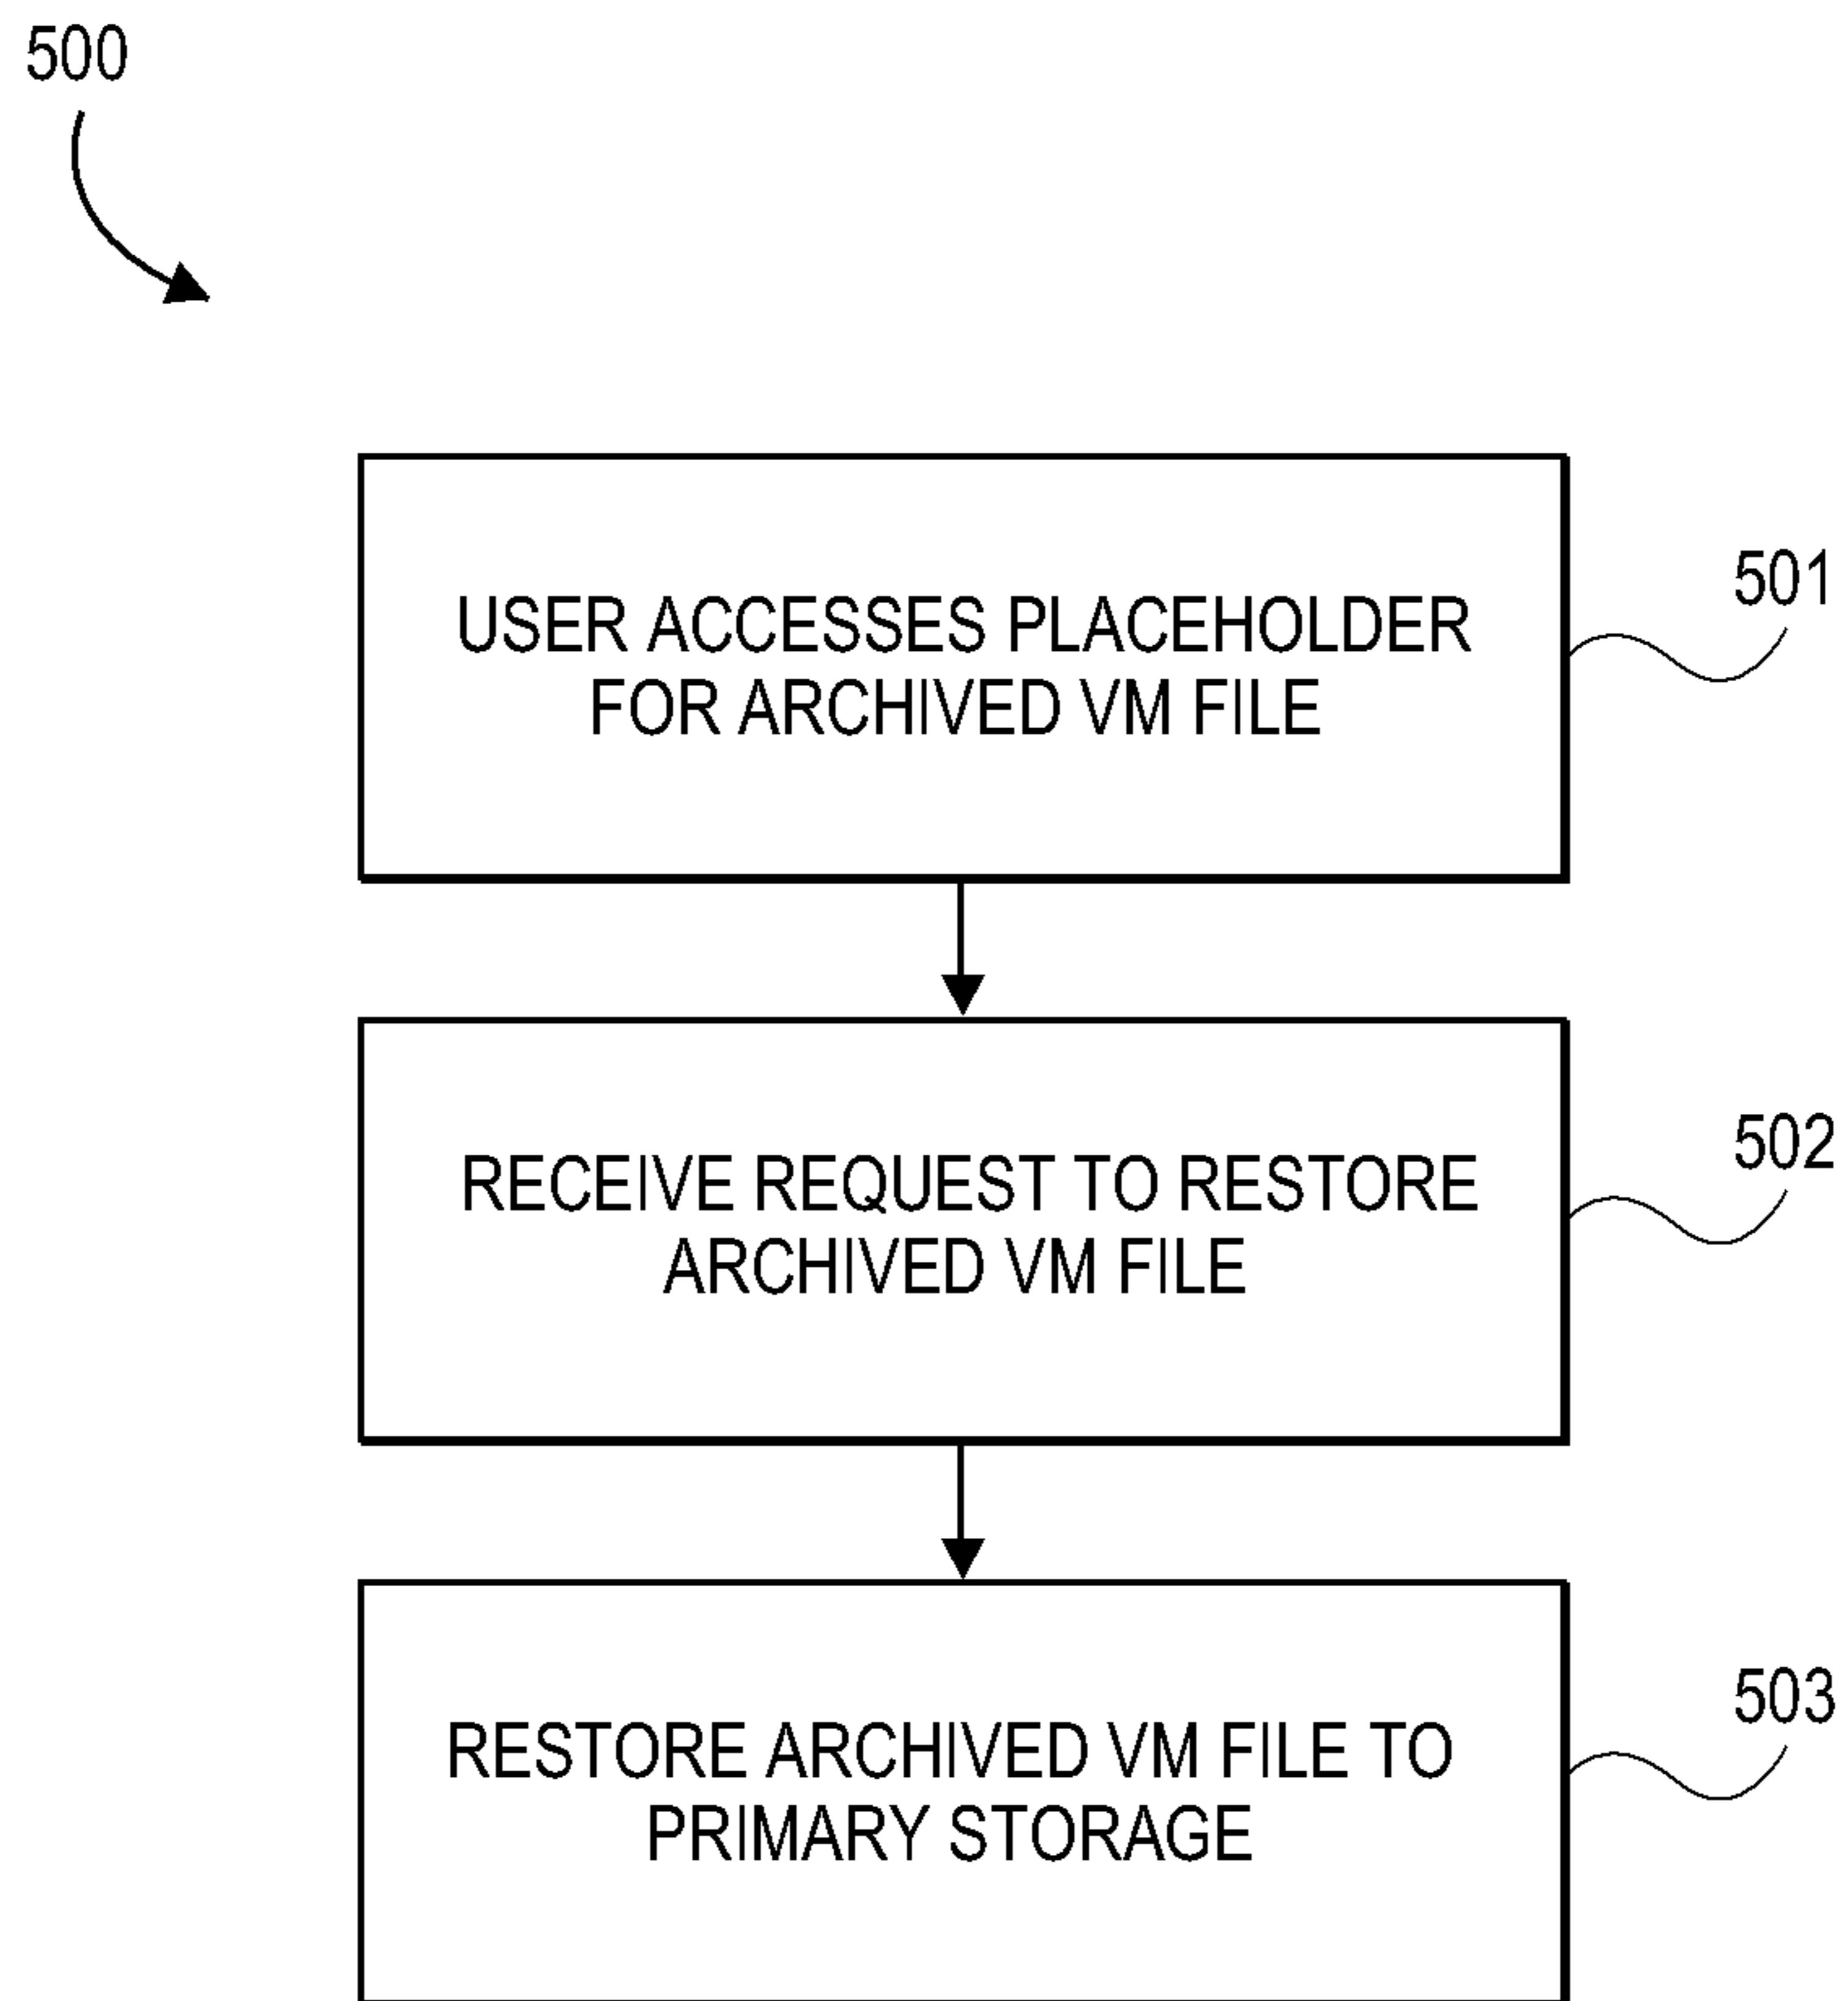 500
USER ACCESSES PLACEHOLDER
FOR ARCHIVED VM FILE
501
RECEIVE REQUEST TO RESTORE
ARCHIVED VM FILE
502
RESTORE ARCHIVED VM FILE TO
PRIMARY STORAGE
503